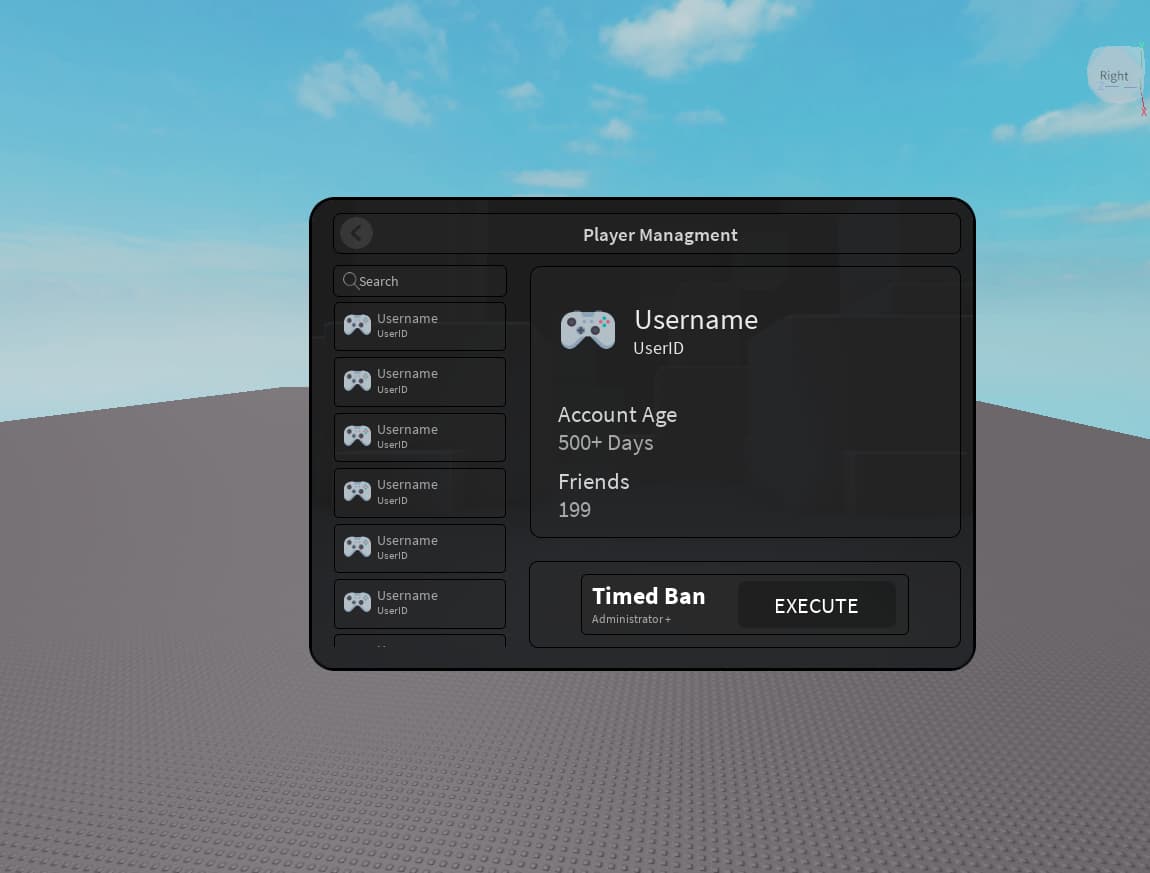 Right
Player Managment
Search
Username
UserID
Username
UserID
Username
UserID
Username
UserID
Username
UserID
Username
UserID
Username
UserID
Account Age
500+ Days
Friends
199
Timed Ban
Administrator +
EXECUTE